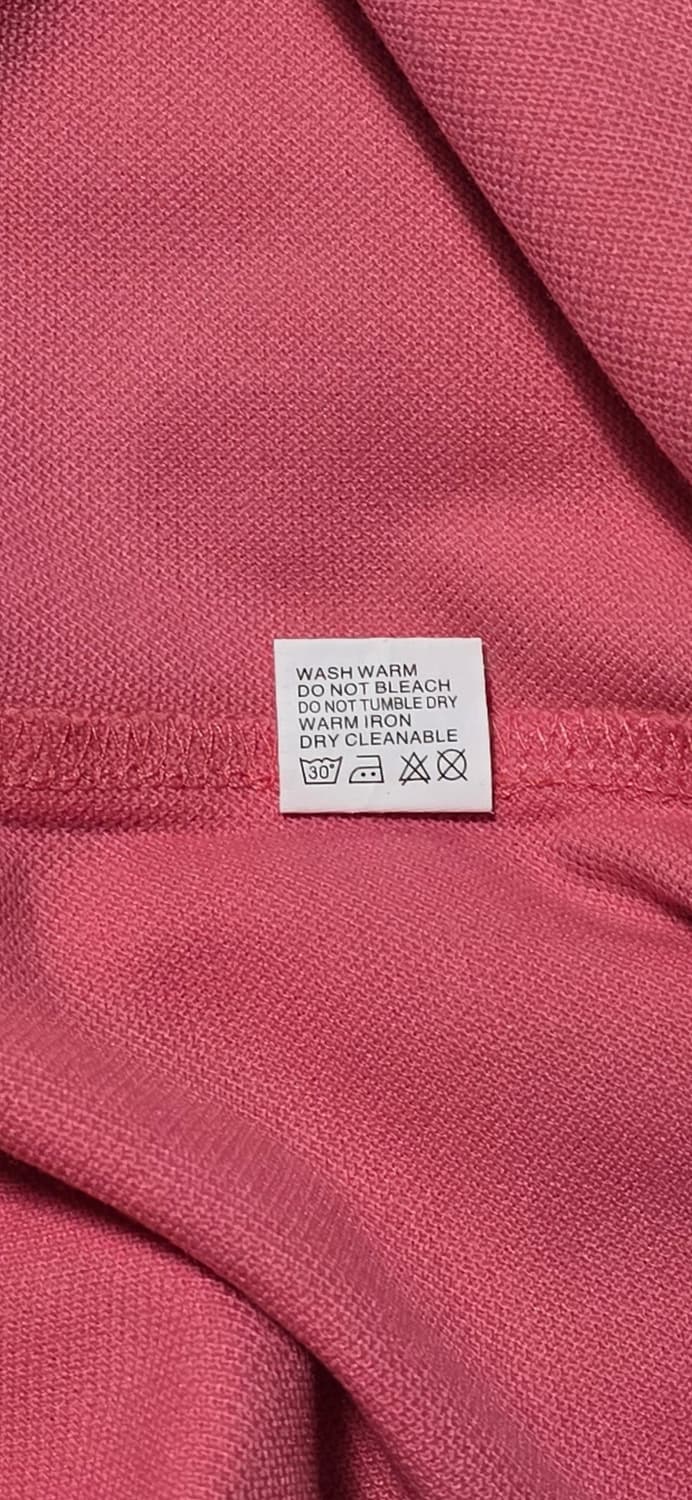 WASH WARM
DO NOT BLEACH
DO NOT TUMBLE DRY
WARM IRON
DRY CLEANABLE
30°